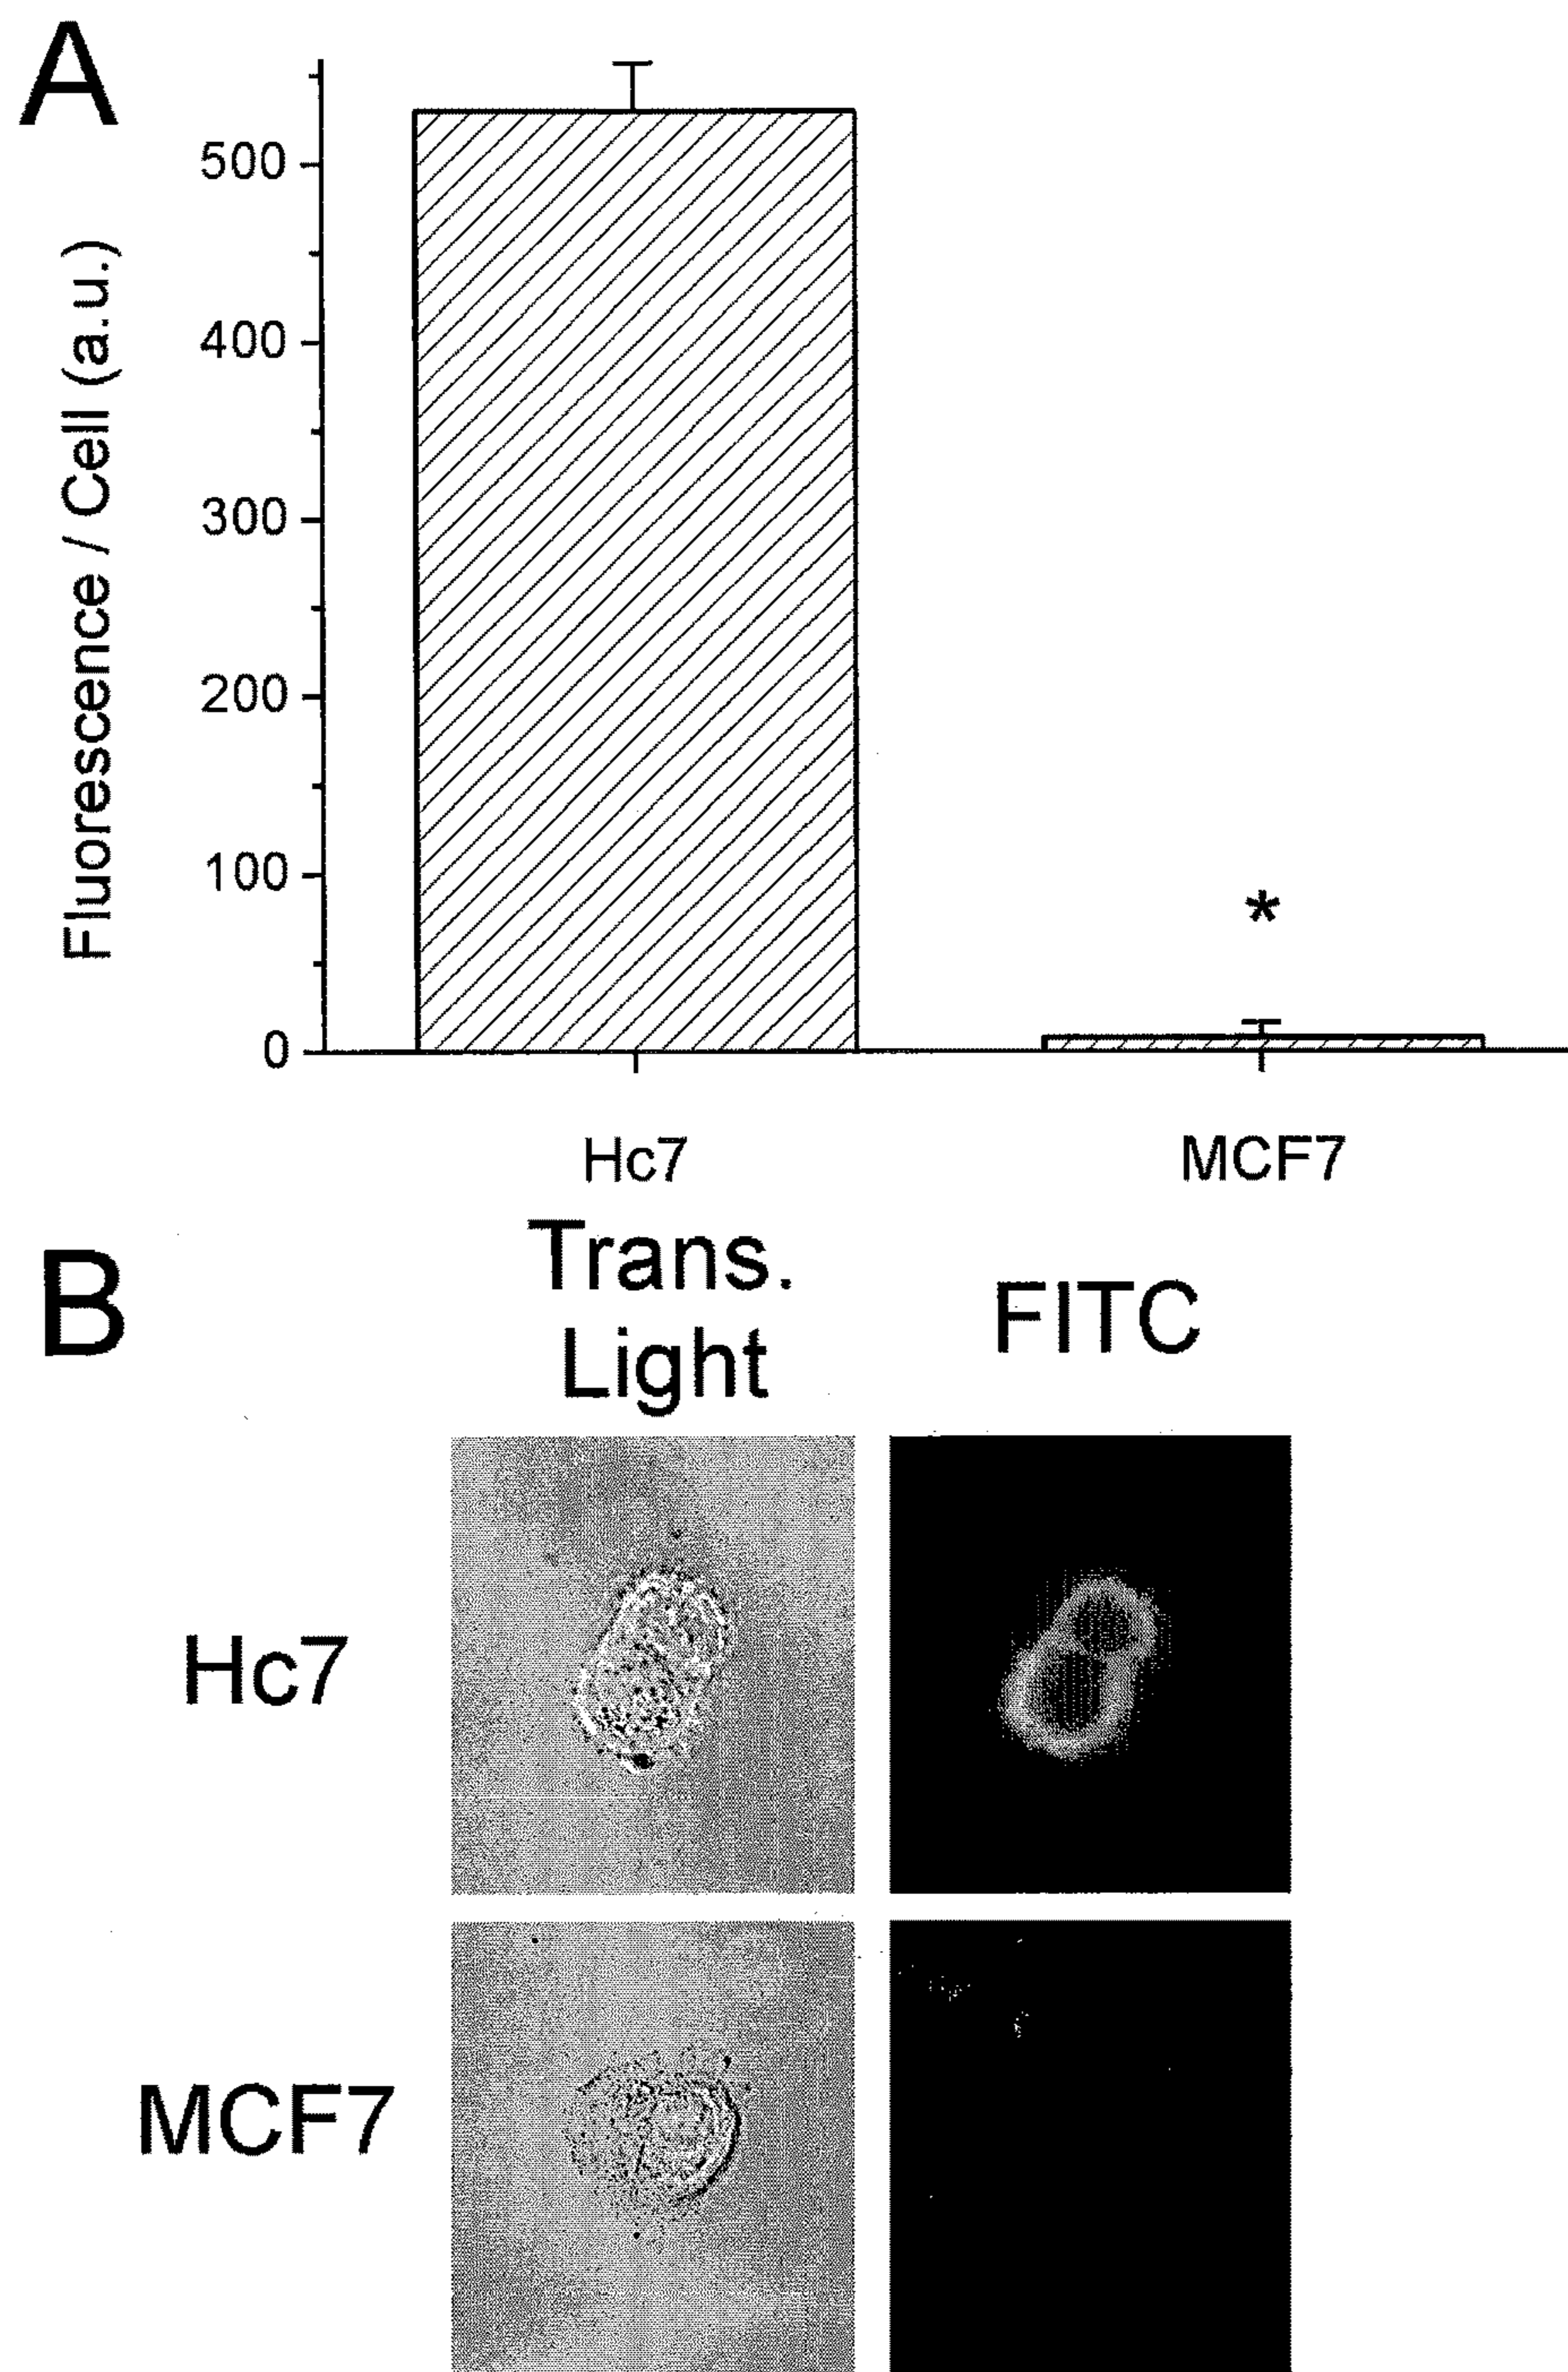 A
500
400
300
200
100
0
Fluorescence / Cell (a.u.)
*
Hc7
MCF7
B
Trans.
Light
FITC
Hc7
MCF7